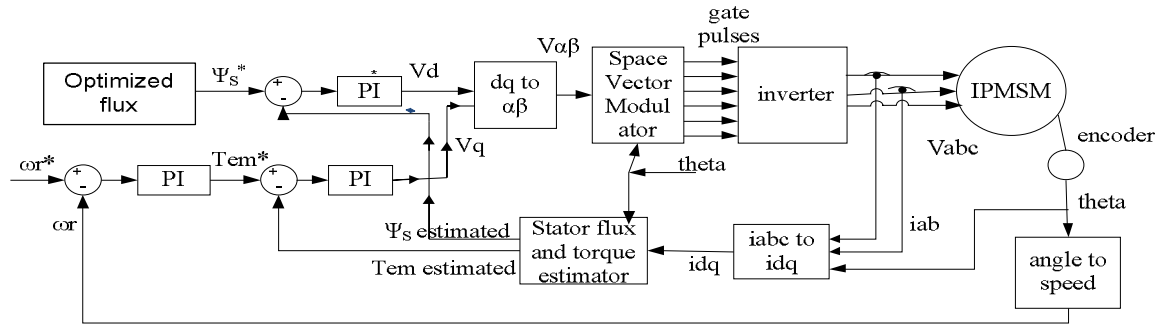 gate
pulses
Optimized
flux
Ψs*
+
-
*
PI
Vd
dq to
αβ
Vαβ
Space
Vector
Modul
ator
inverter
IPMSM
Vabc
encoder
Vq
ωr*
+
-
PI
Tem*
+
-
PI
theta
theta
ωr
Ψs estimated
Tem estimated
Stator flux
and torque
estimator
idq
iabc to
idq
iab
angle to
speed